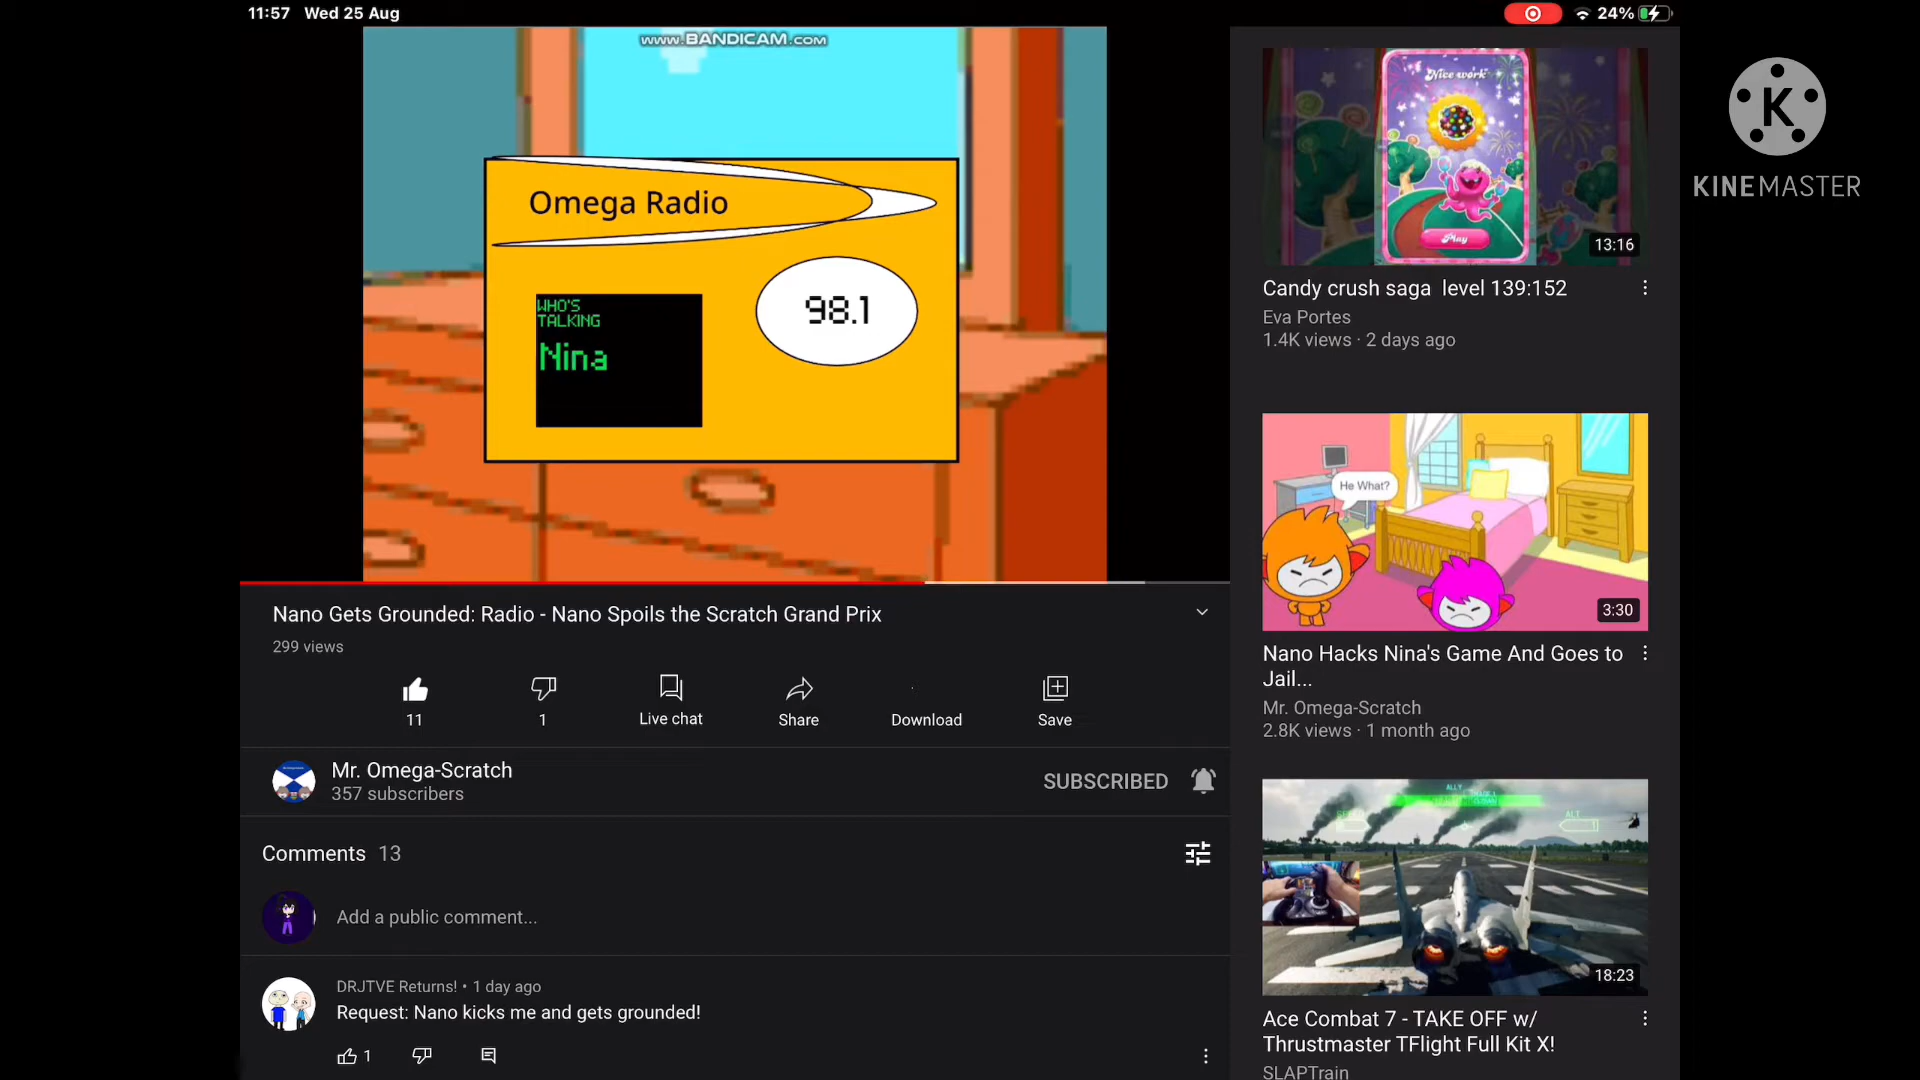 11:57 Wed 25 Aug
24%
www.BANDICAM.com
Omega Radio
98.1
WHO'S
TALKING
Nina
Nano Gets Grounded: Radio - Nano Spoils the Scratch Grand Prix
299 views
11
1
Live chat
Share
Download
Save
Mr. Omega-Scratch
357 subscribers
SUBSCRIBED
Comments 13
Add a public comment...
DRJTVE Returns! • 1 day ago
Request: Nano kicks me and gets grounded!
1
Nice work
Play
13:16
Candy crush saga level 139:152
Eva Portes
1.4K views · 2 days ago
He What?
3:30
Nano Hacks Nina's Game And Goes to
Jail...
Mr. Omega-Scratch
2.8K views · 1 month ago
ALLY
ALT
18:23
Ace Combat 7 - TAKE OFF w/
Thrustmaster TFlight Full Kit X!
SLAPTrain
K
KINEMASTER